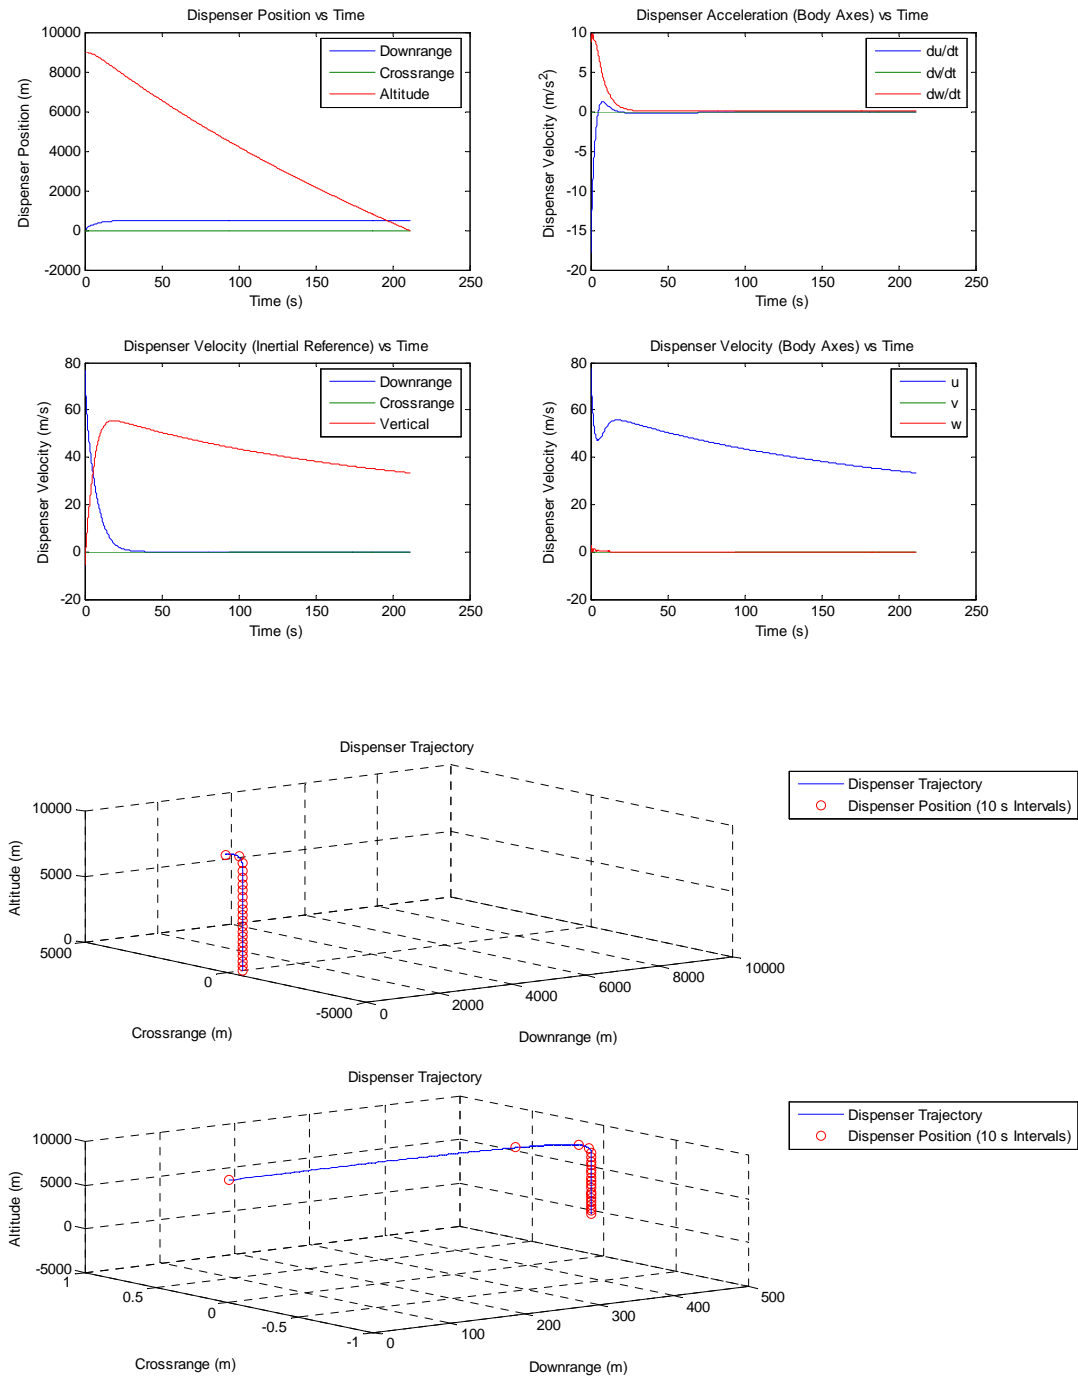 Dispenser Position vs Time
Dispenser Position (m)
10000
8000
6000
4000
2000
0
-2000
0 50 100 150 200 250
Time (s)
Downrange
Crossrange
Altitude
Dispenser Acceleration (Body Axes) vs Time
Dispenser Velocity (m/s²)
10
5
0
-5
-10
-15
-20
0 50 100 150 200 250
Time (s)
du/dt
dv/dt
dw/dt
Dispenser Velocity (Inertial Reference) vs Time
Dispenser Velocity (m/s)
80
60
40
20
0
-20
0 50 100 150 200 250
Time (s)
Downrange
Crossrange
Vertical
Dispenser Velocity (Body Axes) vs Time
Dispenser Velocity (m/s)
80
60
40
20
0
-20
0 50 100 150 200 250
Time (s)
u
v
w
Dispenser Trajectory
Altitude (m)
10000
5000
0
5000
0
-5000
Crossrange (m)
0
2000
4000
6000
8000
10000
Downrange (m)
Dispenser Trajectory
Dispenser Position (10 s Intervals)
Dispenser Trajectory
Altitude (m)
10000
5000
0
-5000
1
0.5
0
-0.5
-1
Crossrange (m)
0
100
200
300
400
500
Downrange (m)
Dispenser Trajectory
Dispenser Position (10 s Intervals)